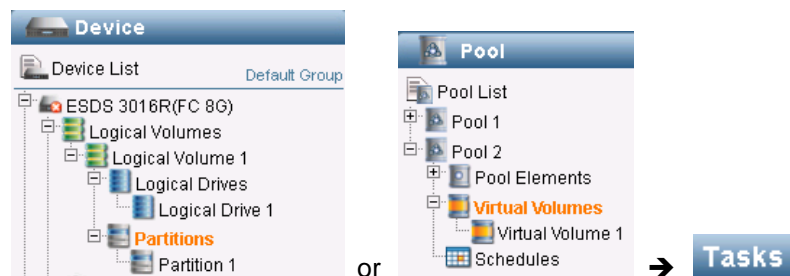 Device
Device List
Default Group
ESDS 3016R(FC 8G)
Logical Volumes
Logical Volume 1
Logical Drives
Logical Drive 1
Partitions
Partition 1
or
Pool
Pool List
Pool 1
Pool 2
Pool Elements
Virtual Volumes
Virtual Volume 1
Schedules
➔
Tasks